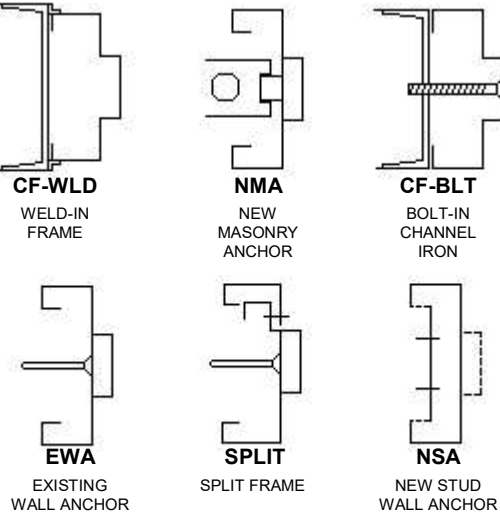 CF-WLD
WELD-IN
FRAME
NMA
NEW
MASONRY
ANCHOR
CF-BLT
BOLT-IN
CHANNEL
IRON
EWA
EXISTING
WALL ANCHOR
SPLIT
SPLIT FRAME
NSA
NEW STUD
WALL ANCHOR